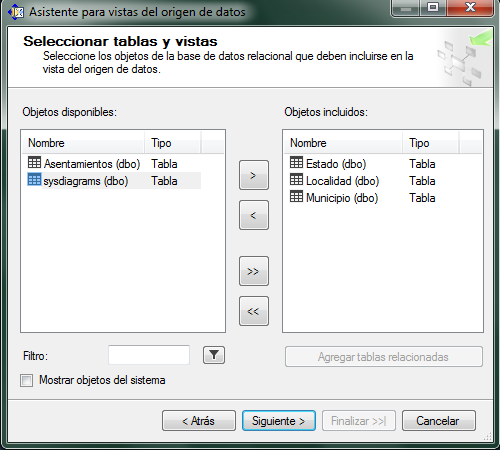 Asistente para vistas del origen de datos
Seleccionar tablas y vistas
Seleccione los objetos de la base de datos relacional que deben incluirse en la
vista del origen de datos.
Objetos disponibles:
Nombre Tipo
Asentamientos (dbo) Tabla
sysdiagrams (dbo) Tabla
>
<
>>
<<
Objetos incluidos:
Nombre Tipo
Estado (dbo) Tabla
Localidad (dbo) Tabla
Municipio (dbo) Tabla
Filtro:
Agregar tablas relacionadas
Mostrar objetos del sistema
< Atrás Siguiente > Finalizar >>| Cancelar